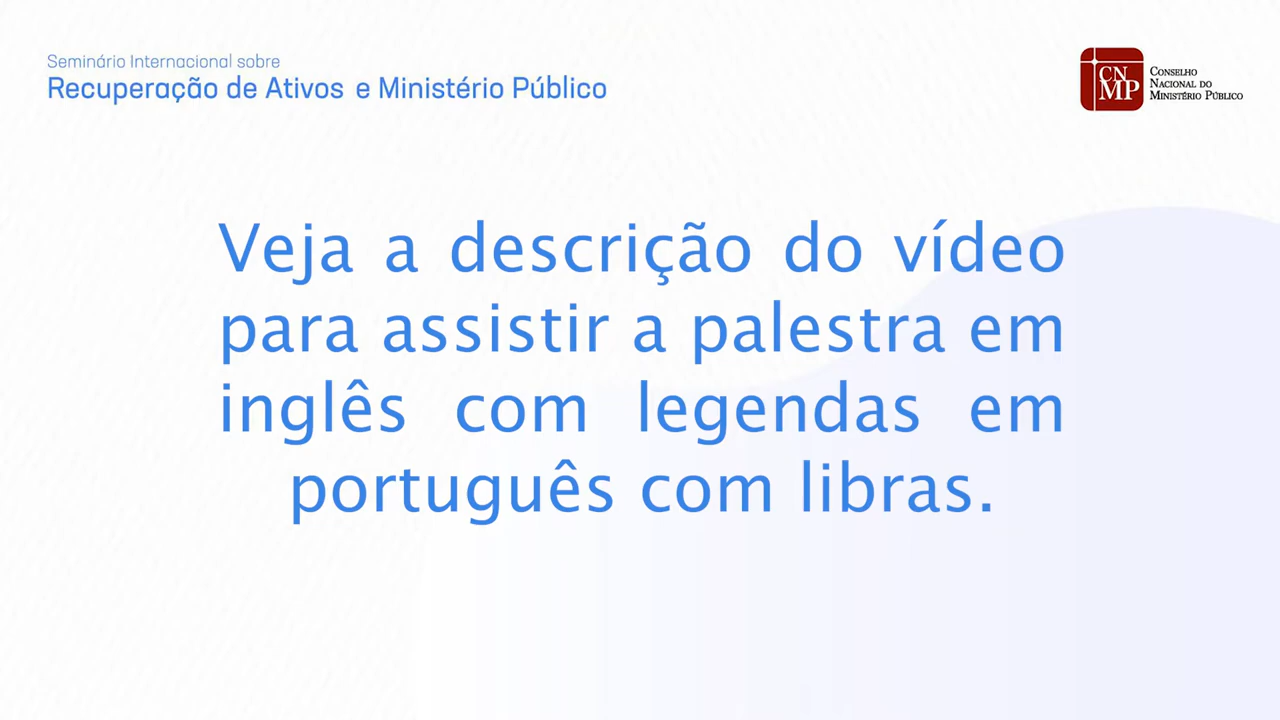 Seminário Internacional sobre
Recuperação de Ativos e Ministério Público
CN
MP
Conselho
Nacional do
Ministério Público
Veja a descrição do vídeo
para assistir a palestra em
inglês com legendas em
português com libras.